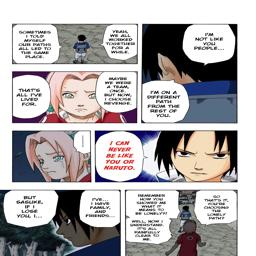 SOMETIMES
I TOLD
MYSELF
OUR PATHS
ALL LED
TO THE
SAME
PLACE.
YEAH,
WE ALL
WORKED
TOGETHER
FOR A
WHILE.
I'M
NOT LIKE
YOU
PEOPLE...
THAT'S
ALL I'VE
LIVED
FOR.
MAYBE
WE WERE
A TEAM,
ONCE.
BUT NOW,
I CHOOSE
REVENGE.
I'M ON A
DIFFERENT
PATH
FROM THE
REST OF
YOU.
I CAN
NEVER
BE LIKE
YOU OR
NARUTO.
BUT
SASUKE,
IF I
LOSE YOU
I...
I'VE...
I HAVE
FAMILY,
AND
FRIENDS...
REMEMBER
HOW YOU
SHOWED ME
WHAT IT
MEANS TO
BE LONELY?!
WELL, NOW I
UNDERSTAND.
IT'S ALL
PAINFULLY
CLEAR TO
ME.
SO
THAT'S IT,
YOU'RE
CHOOSING
THE
LONELY
PATH?